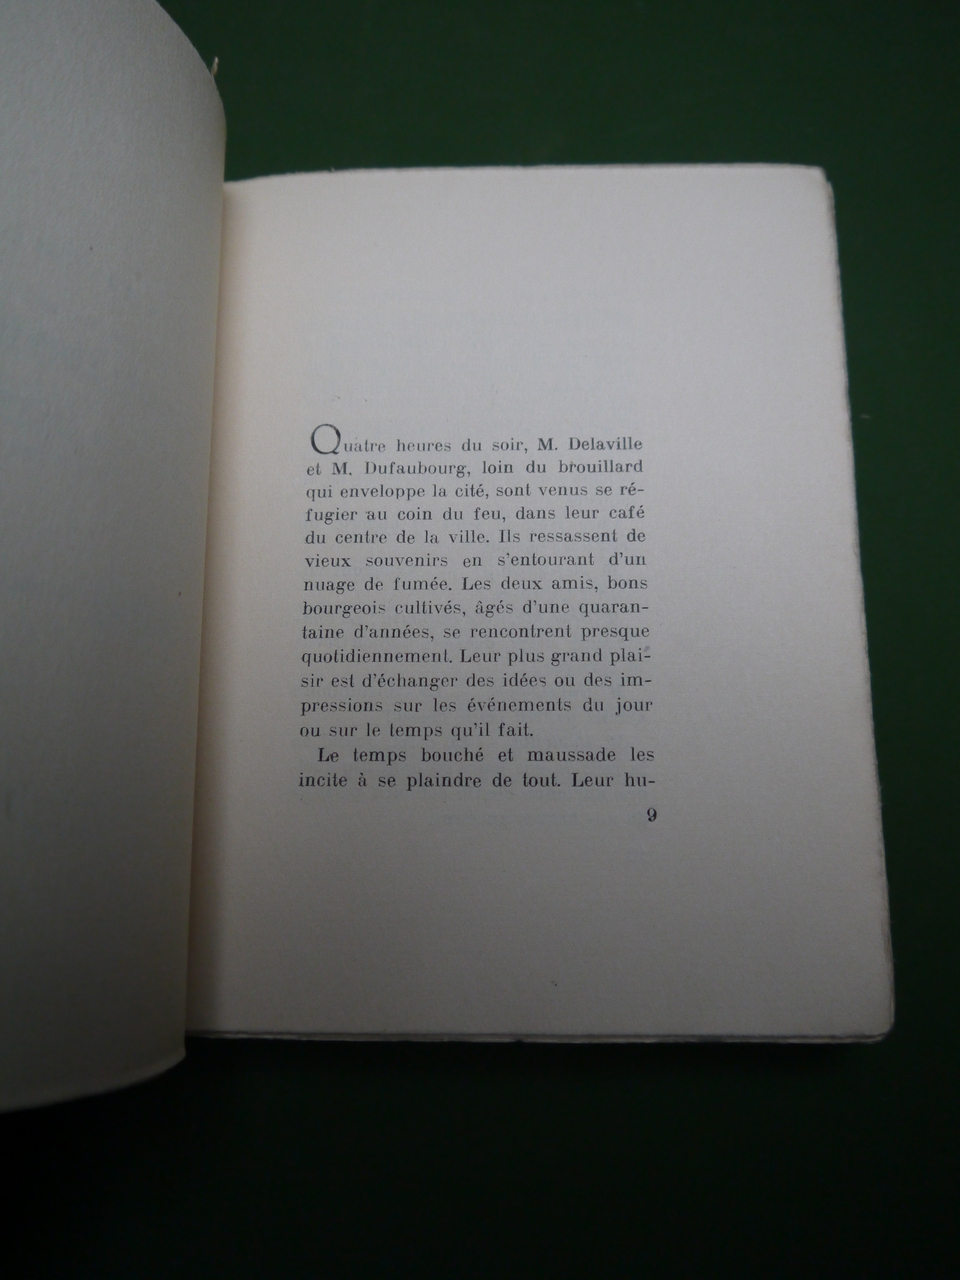 Quatre heures du soir, M. Delaville
et M. Dufaubourg, loin du brouillard
qui enveloppe la cité, sont venus se ré-
fugier au coin du feu, dans leur café
du centre de la ville. Ils ressassent de
vieux souvenirs en s'entourant d'un
nuage de fumée. Les deux amis, bons
bourgeois cultivés, âgés d'une quaran-
taine d'années, se rencontrent presque
quotidiennement. Leur plus grand plai-
sir est d'échanger des idées ou des im-
pressions sur les événements du jour
ou sur le temps qu'il fait.
Le temps bouché et maussade les
incite à se plaindre de tout. Leur hu-
9